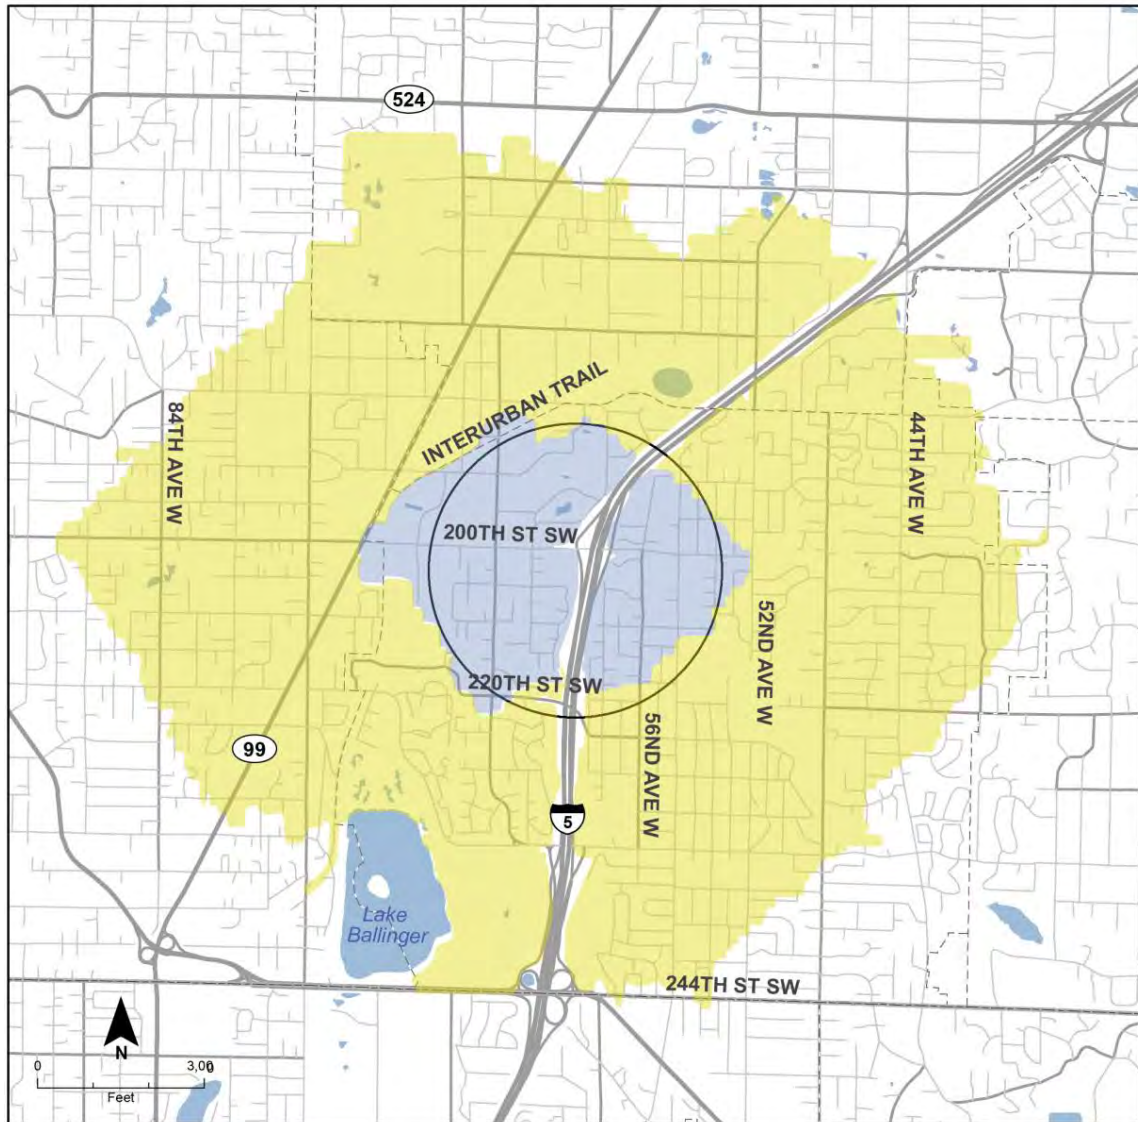 524
INTERURBAN TRAIL
84TH AVE W
44TH AVE W
200TH ST SW
52ND AVE W
220TH ST SW
56ND AVE W
99
5
Lake
Ballinger
244TH ST SW
N
0 3,000
Feet